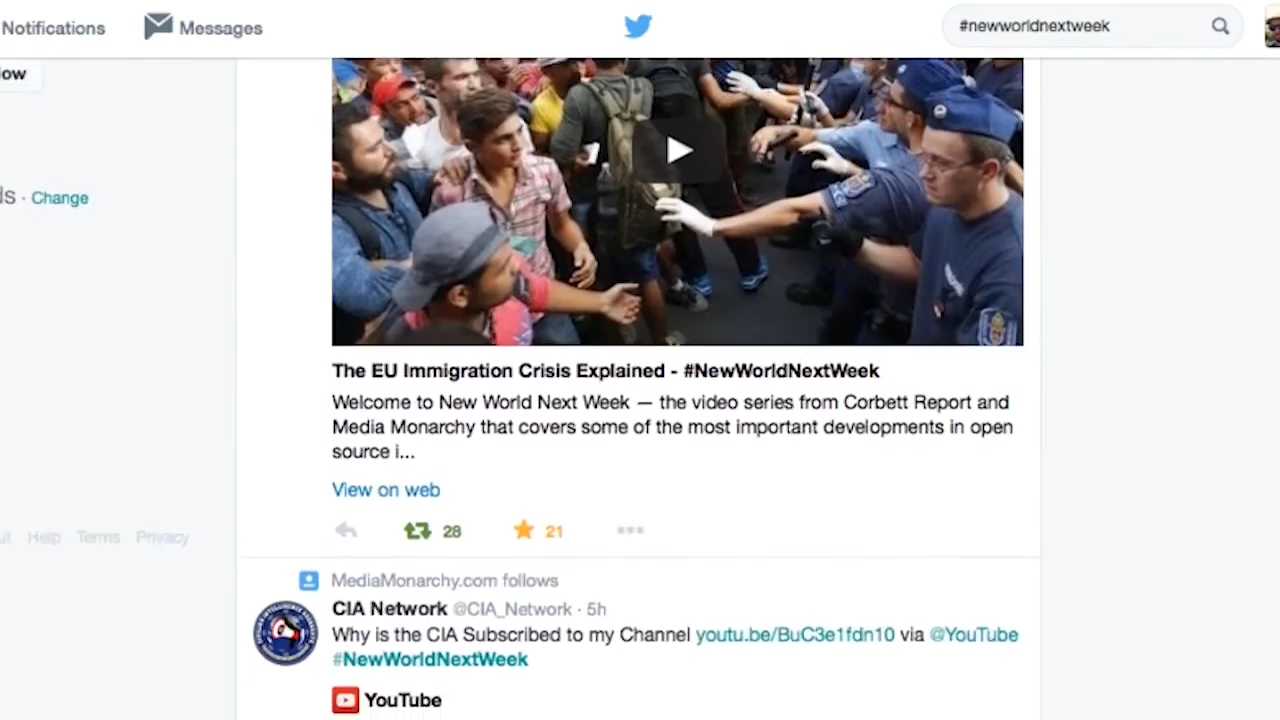 Notifications
Messages
#newworldnextweek
ow
Change
The EU Immigration Crisis Explained - #NewWorldNextWeek
Welcome to New World Next Week — the video series from Corbett Report and
Media Monarchy that covers some of the most important developments in open
source i...
View on web
28
21
Help Terms Privacy
MediaMonarchy.com follows
CIA Network @CIA_Network · 5h
Why is the CIA Subscribed to my Channel youtu.be/BuC3e1fdn10 via @YouTube
#NewWorldNextWeek
YouTube